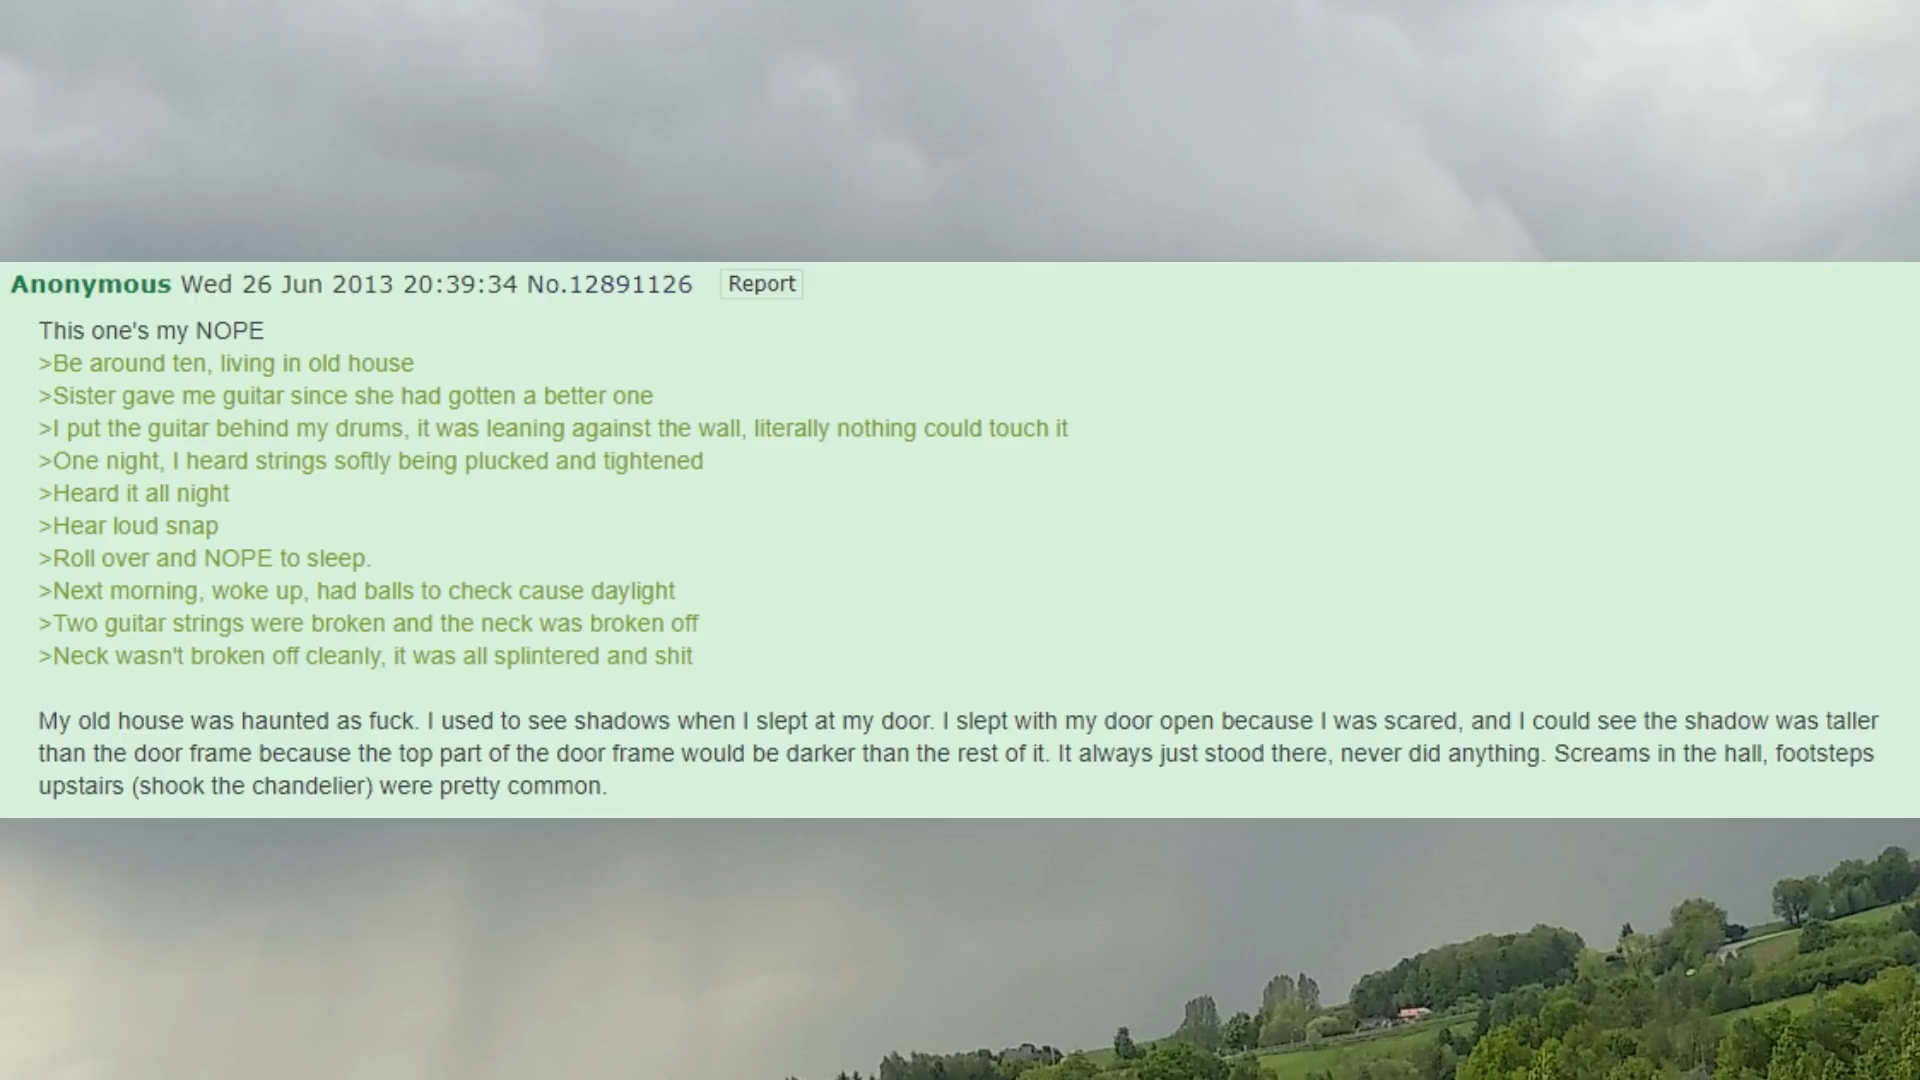 Anonymous Wed 26 Jun 2013 20:39:34 No.12891126 Report
This one's my NOPE
>Be around ten, living in old house
>Sister gave me guitar since she had gotten a better one
>I put the guitar behind my drums, it was leaning against the wall, literally nothing could touch it
>One night, I heard strings softly being plucked and tightened
>Heard it all night
>Hear loud snap
>Roll over and NOPE to sleep.
>Next morning, woke up, had balls to check cause daylight
>Two guitar strings were broken and the neck was broken off
>Neck wasn't broken off cleanly, it was all splintered and shit
My old house was haunted as fuck. I used to see shadows when I slept at my door. I slept with my door open because I was scared, and I could see the shadow was taller
than the door frame because the top part of the door frame would be darker than the rest of it. It always just stood there, never did anything. Screams in the hall, footsteps
upstairs (shook the chandelier) were pretty common.